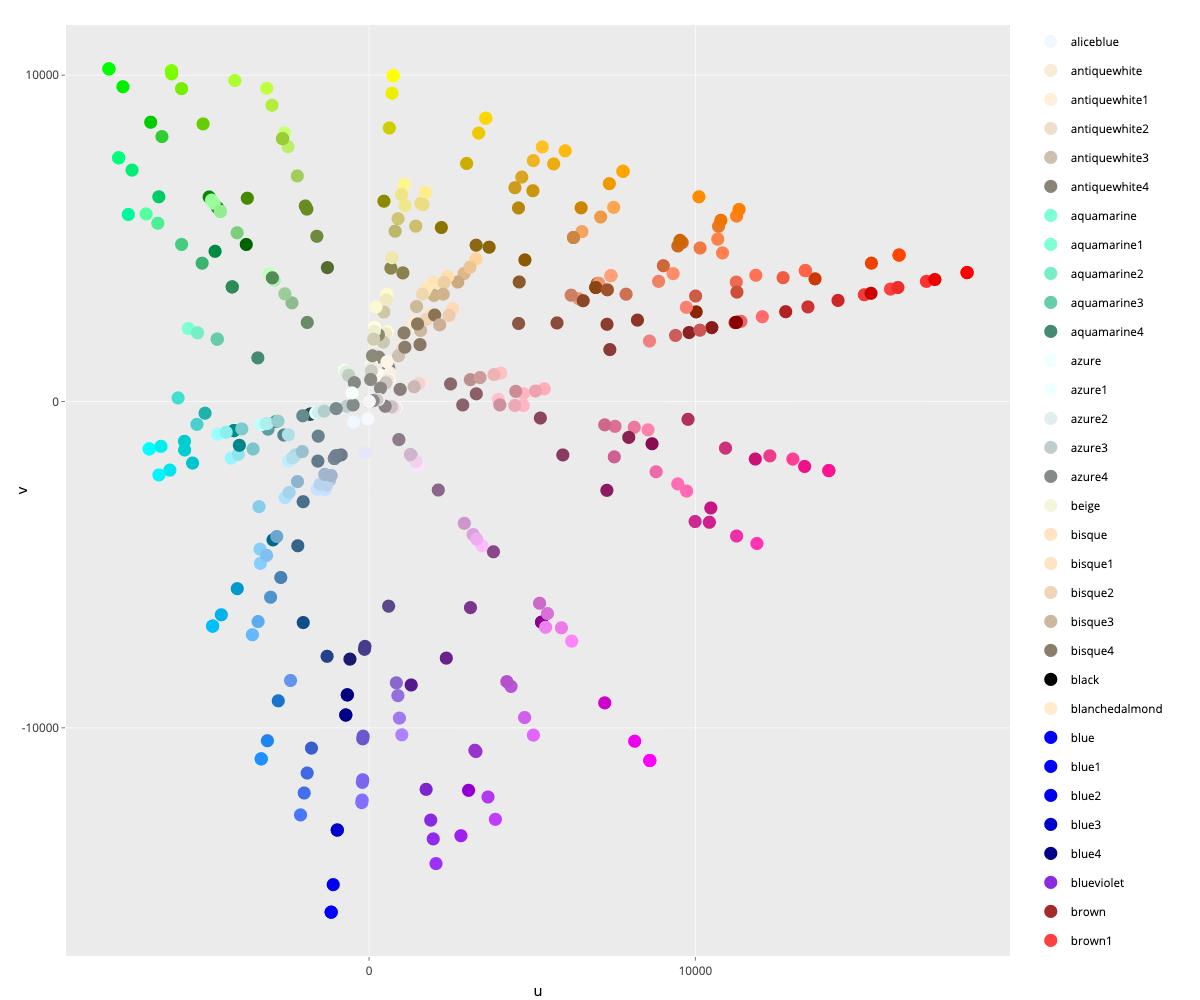 10000
0
-10000
0
10000
u
v
aliceblue
antiquewhite
antiquewhite1
antiquewhite2
antiquewhite3
antiquewhite4
aquamarine
aquamarine1
aquamarine2
aquamarine3
aquamarine4
azure
azure1
azure2
azure3
azure4
beige
bisque
bisque1
bisque2
bisque3
bisque4
black
blanchedalmond
blue
blue1
blue2
blue3
blue4
blueviolet
brown
brown1